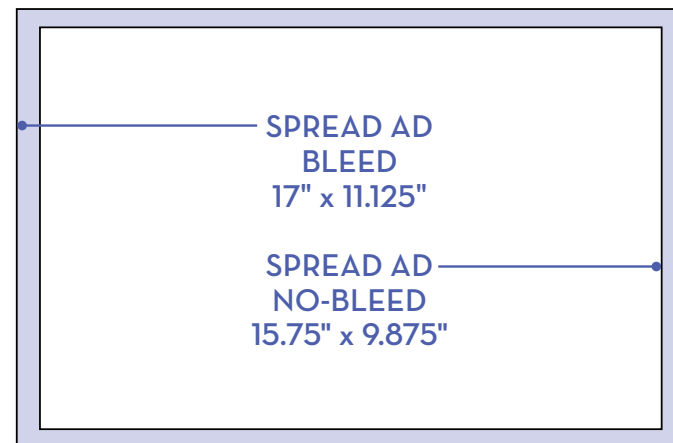 SPREAD AD
BLEED
17" x 11.125"
SPREAD AD
NO-BLEED
15.75" x 9.875"